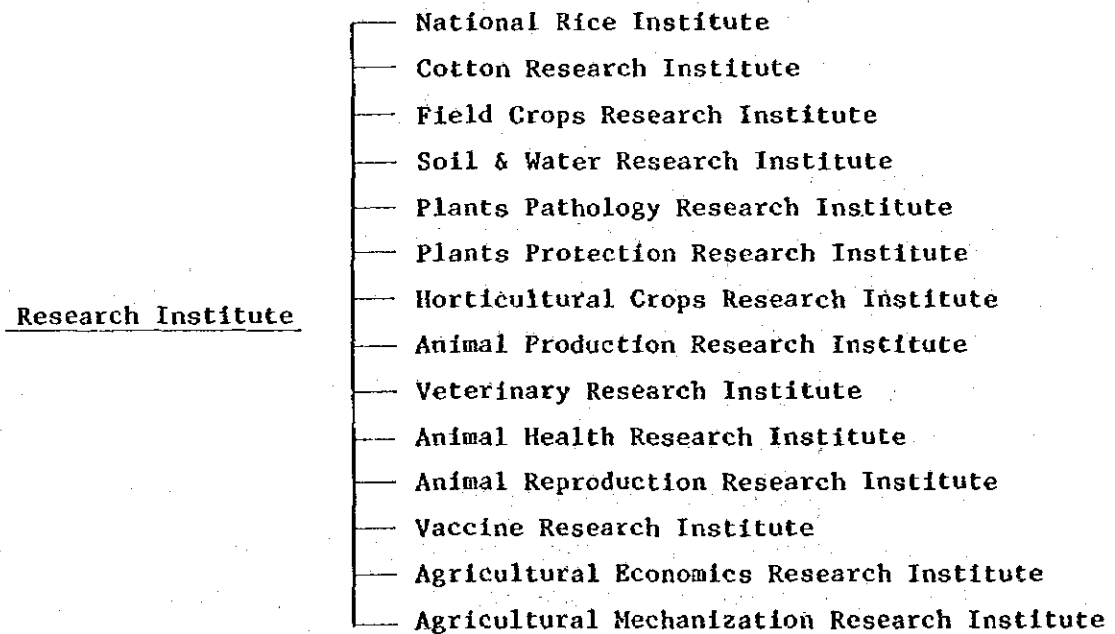 National Rice Institute
Cotton Research Institute
Field Crops Research Institute
Soil & Water Research Institute
Plants Pathology Research Institute
Plants Protection Research Institute
Horticultural Crops Research Institute
Research Institute
Animal Production Research Institute
Veterinary Research Institute
Animal Health Research Institute
Animal Reproduction Research Institute
Vaccine Research Institute
Agricultural Economics Research Institute
Agricultural Mechanization Research Institute